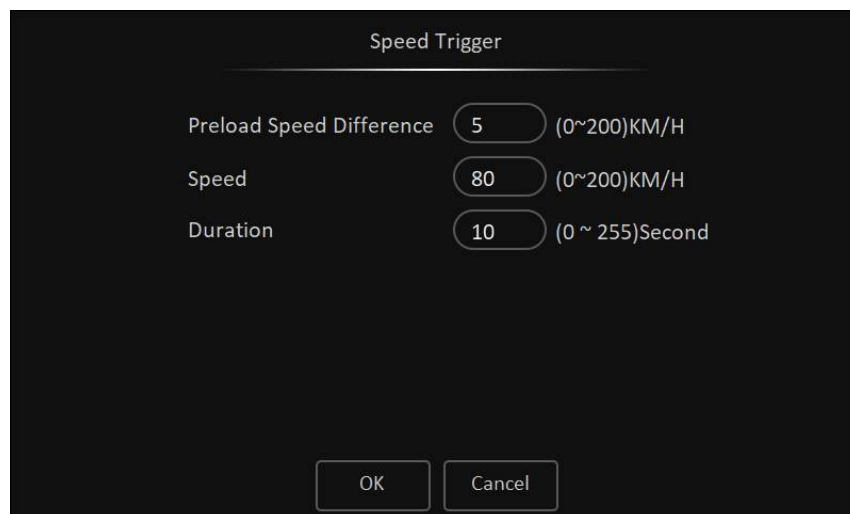 Speed Trigger
Preload Speed Difference 5 (0~200)KM/H
Speed 80 (0~200)KM/H
Duration 10 (0 ~ 255)Second
OK Cancel